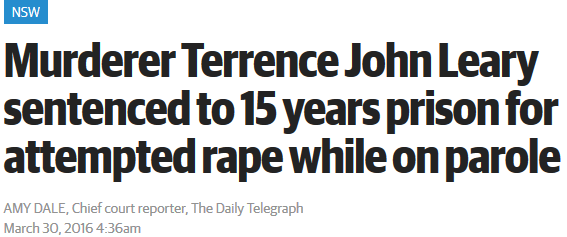 NSW
Murderer Terrence John Leary
sentenced to 15 years prison for
attempted rape while on parole
AMY DALE, Chief court reporter, The Daily Telegraph
March 30, 2016 4:36am